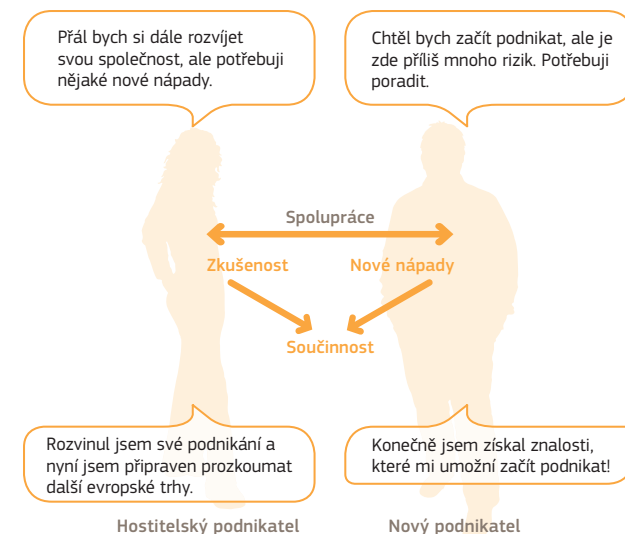 Přál bych si dále rozvíjet
svou společnost, ale potřebuji
nějaké nové nápady.
Chtěl bych začít podnikat, ale je
zde příliš mnoho rizik. Potřebuji
poradit.
Spolupráce
Zkušenost
Nové nápady
Součinnost
Rozvinul jsem své podnikání a
nyní jsem připraven prozkoumat
další evropské trhy.
Konečně jsem získal znalosti,
které mi umožní začít podnikat!
Hostitelský podnikatel
Nový podnikatel